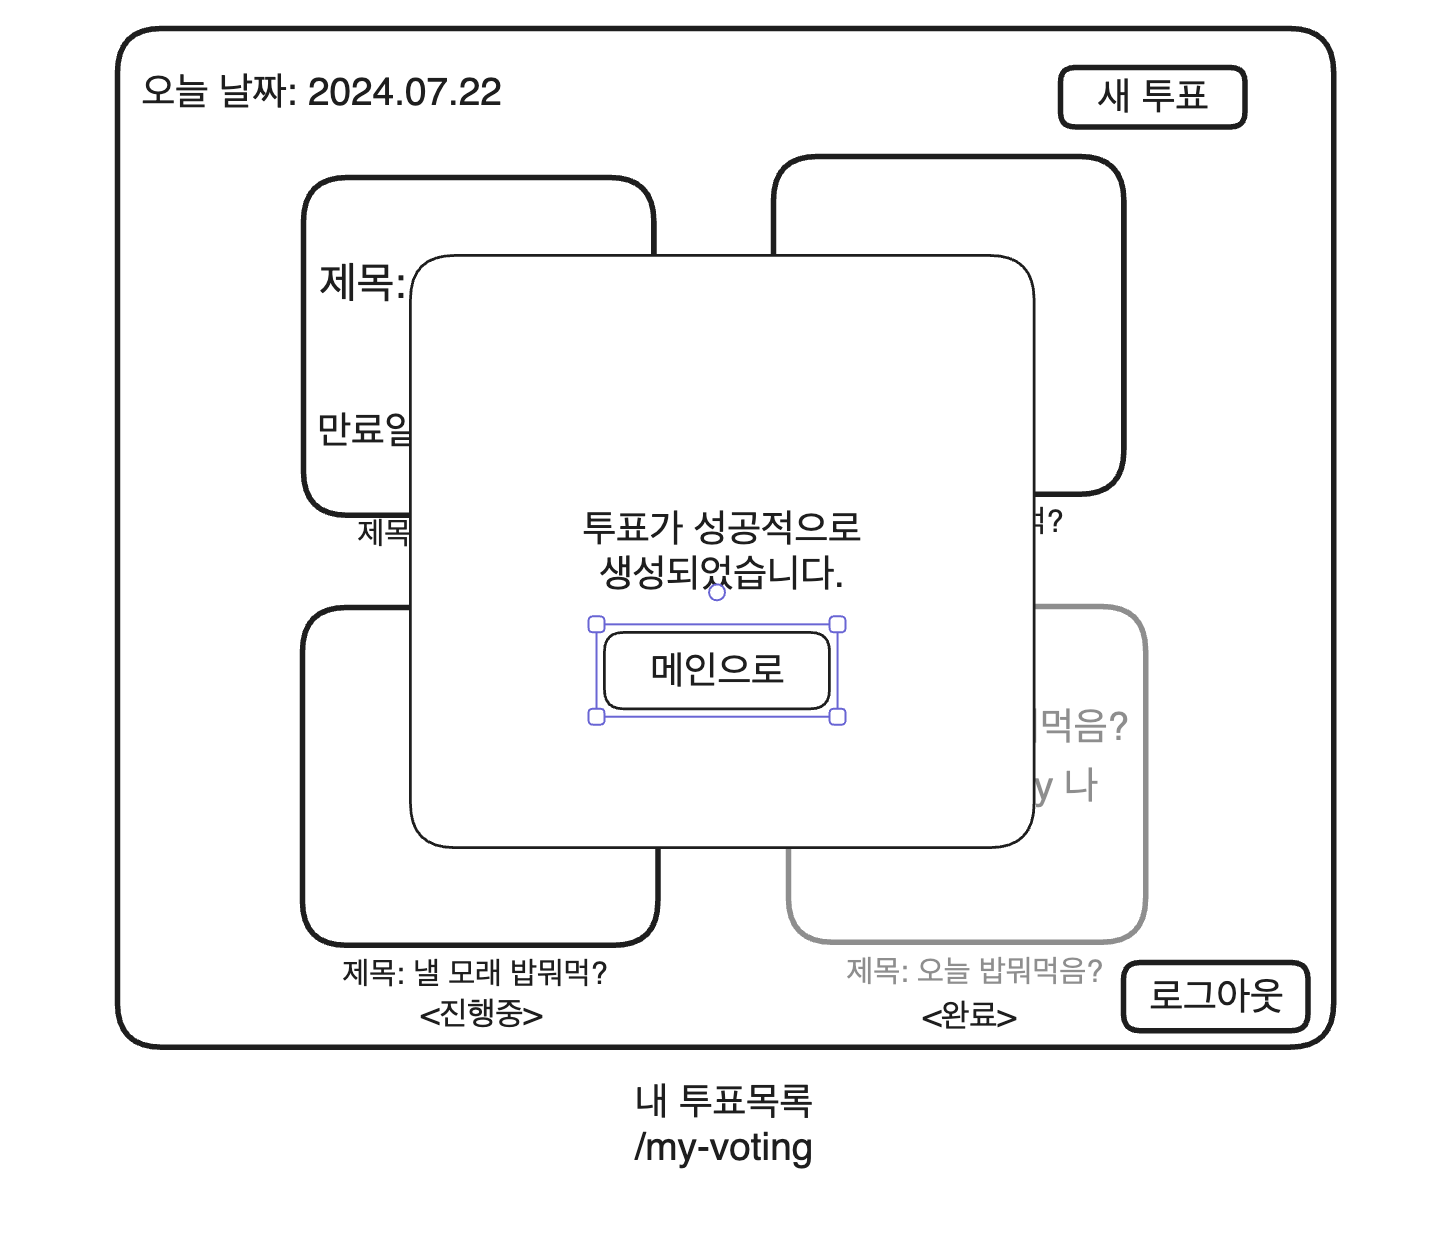 오늘 날짜: 2024.07.22
새 투표
제목:
만료일
제목
투표가 성공적으로
생성되었습니다.
메인으로
먹음?
y 나
제목: 낼 모래 밥뭐먹?
<진행중>
제목: 오늘 밥뭐먹음?
<완료>
로그아웃
내 투표목록
/my-voting